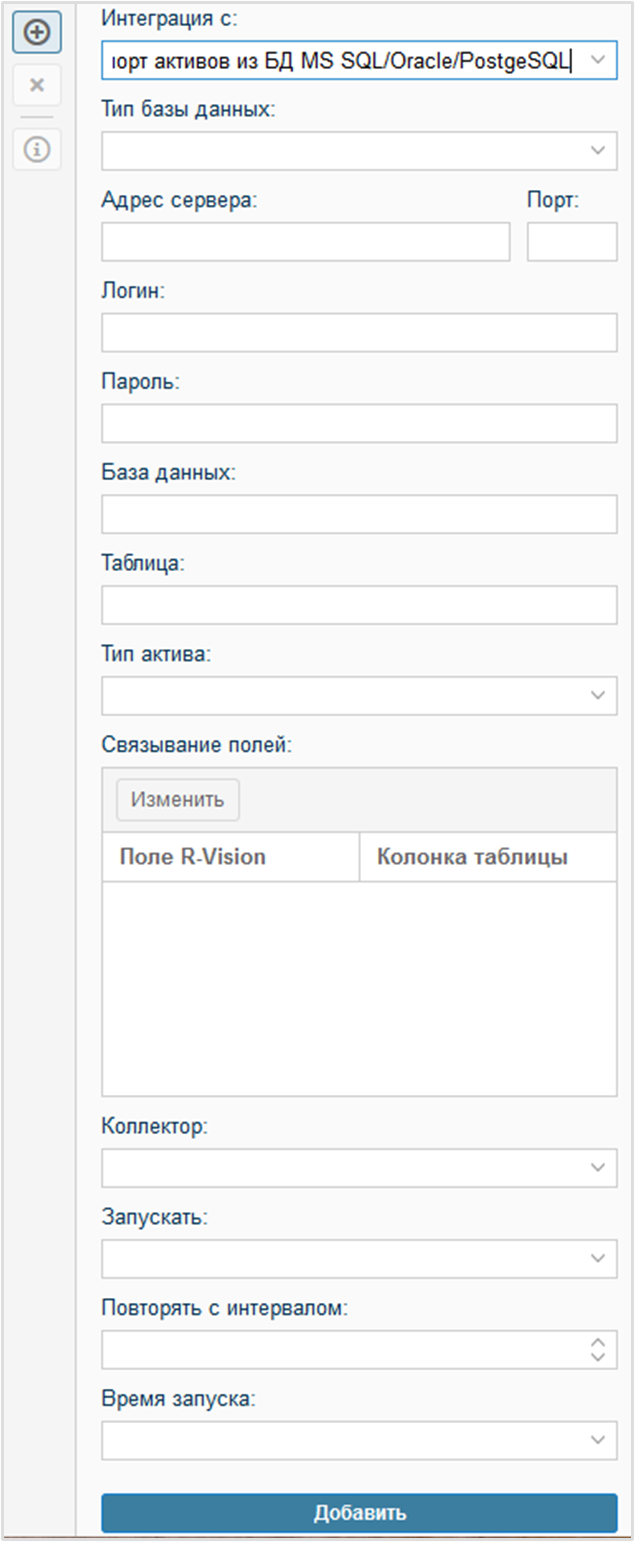 Интеграция с:
орт активов из БД MS SQL/Oracle/PostgeSQL
Тип базы данных:
Адрес сервера: Порт:
Логин:
Пароль:
База данных:
Таблица:
Тип актива:
Связывание полей:
Изменить
Поле R-Vision Колонка таблицы
Коллектор:
Запускать:
Повторять с интервалом:
Время запуска:
Добавить